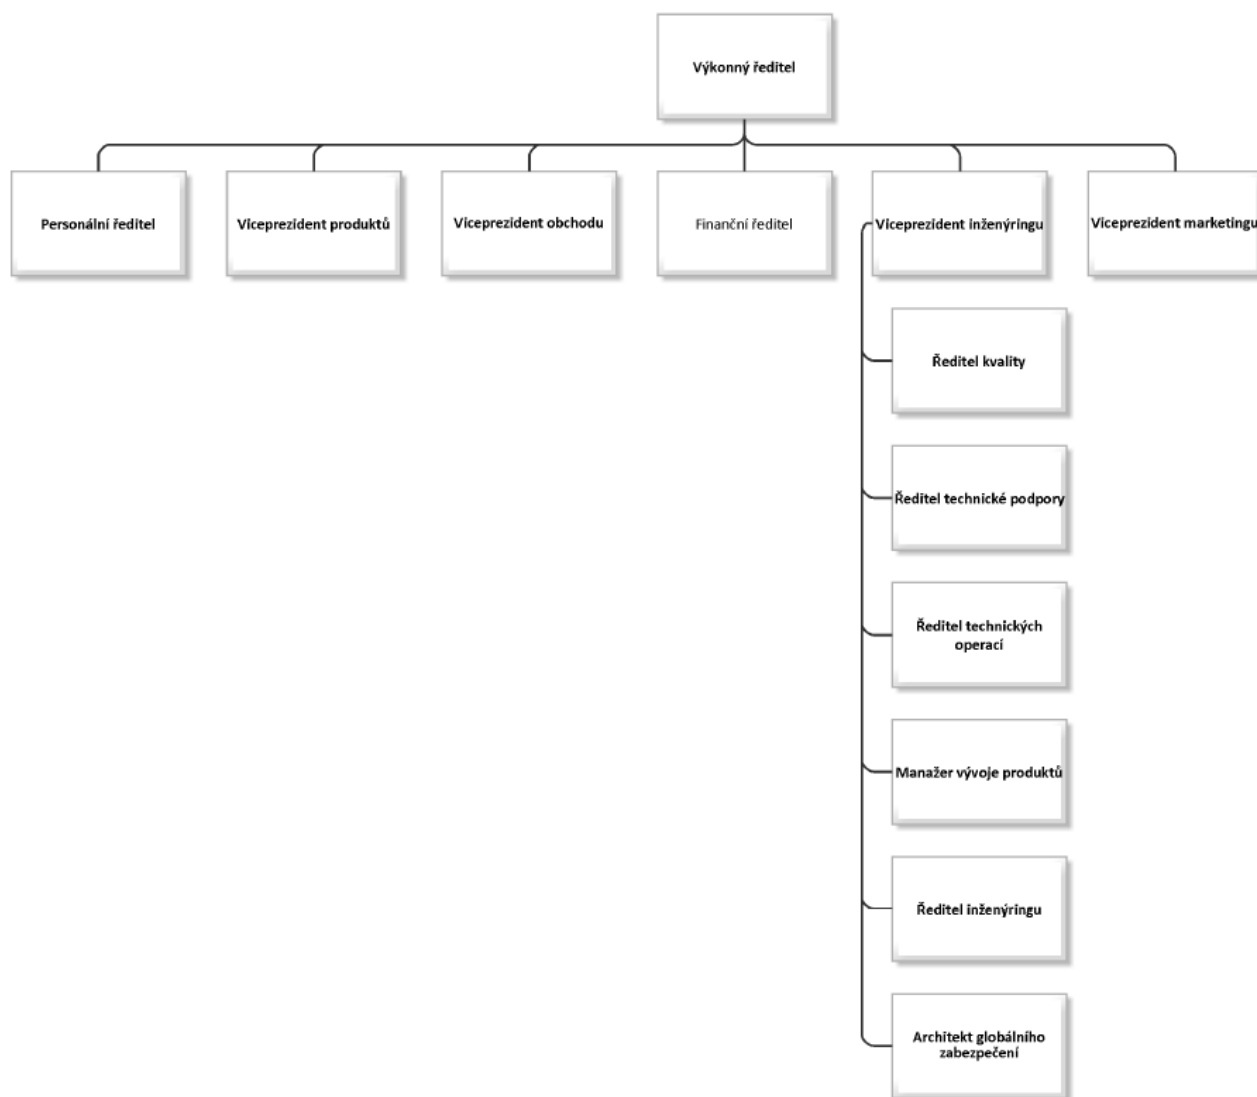 Výkonný ředitel
Personální ředitel
Viceprezident produktů
Viceprezident obchodu
Finanční ředitel
Viceprezident inženýringu
Viceprezident marketingu
Ředitel kvality
Ředitel technické podpory
Ředitel technických
operací
Manažer vývoje produktů
Ředitel inženýringu
Architekt globálního
zabezpečení